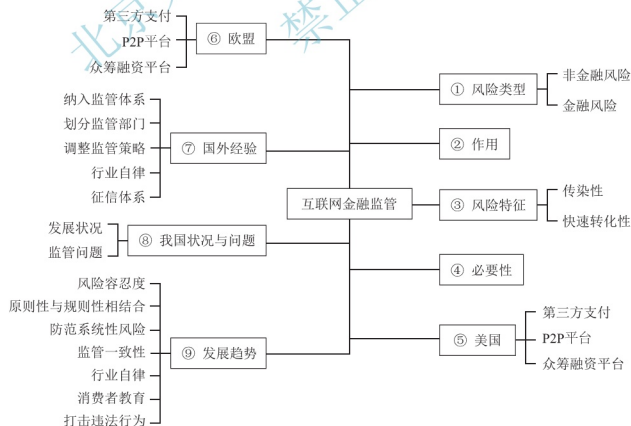 北京
禁止
第三方支付
P2P平台
众筹融资平台
⑥ 欧盟
纳入监管体系
划分监管部门
调整监管策略
行业自律
征信体系
⑦ 国外经验
发展状况
监管问题
⑧ 我国状况与问题
风险容忍度
原则性与规则性相结合
防范系统性风险
监管一致性
行业自律
消费者教育
打击违法行为
⑨ 发展趋势
互联网金融监管
① 风险类型
非金融风险
金融风险
② 作用
③ 风险特征
传染性
快速转化性
④ 必要性
⑤ 美国
第三方支付
P2P平台
众筹融资平台